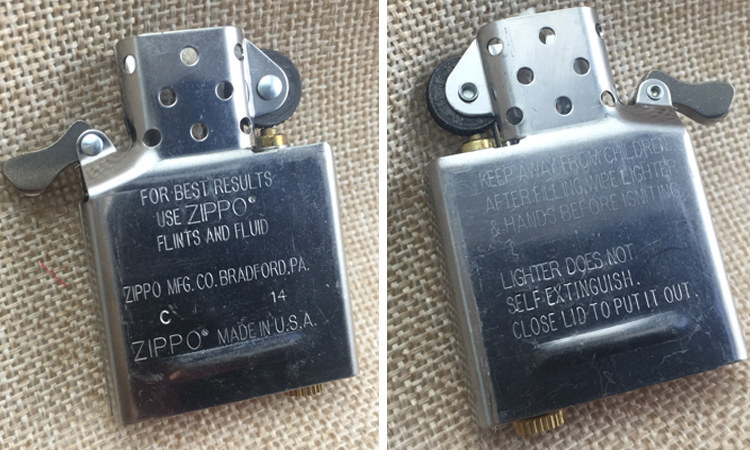 FOR BEST RESULTS
USE ZIPPO®
FLINTS AND FLUID
ZIPPO MFG. CO. BRADFORD, PA.
C 14
ZIPPO® MADE IN U.S.A.
KEEP AWAY FROM CHILDREN
AFTER FILLING WIPE LIGHTER
& HANDS BEFORE IGNITING
LIGHTER DOES NOT
SELF-EXTINGUISH.
CLOSE LID TO PUT IT OUT.